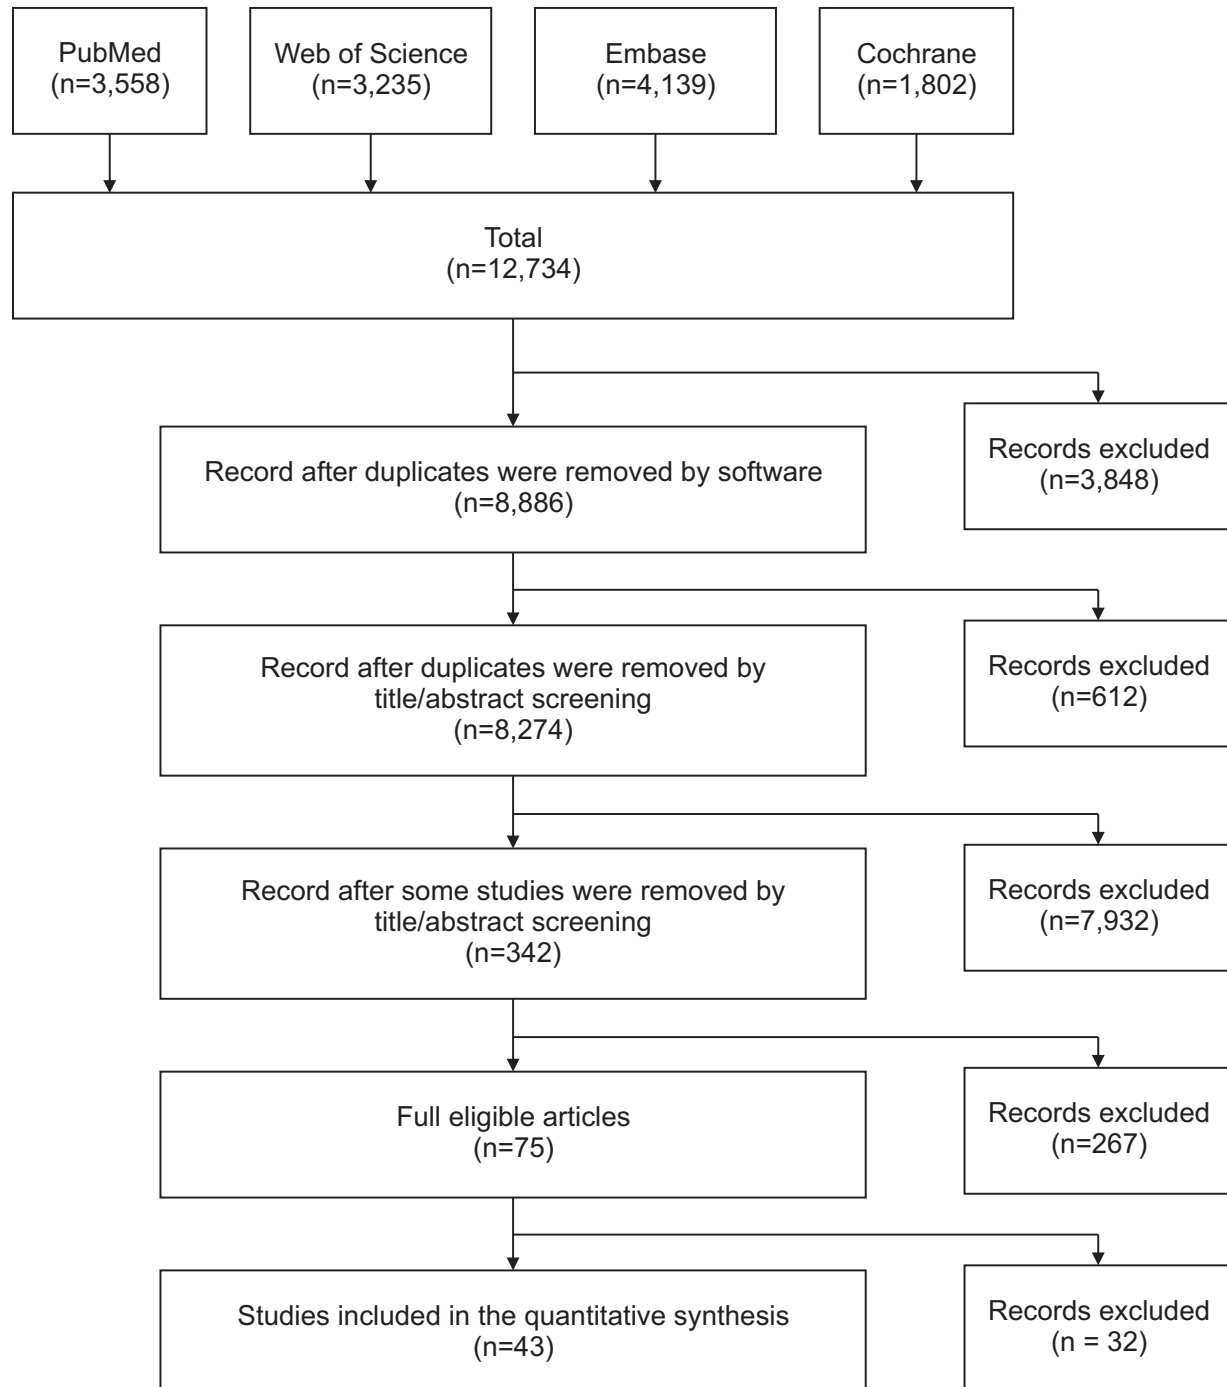 PubMed
(n=3,558)
Web of Science
(n=3,235)
Embase
(n=4,139)
Cochrane
(n=1,802)
Total
(n=12,734)
Records excluded
(n=3,848)
Record after duplicates were removed by software
(n=8,886)
Records excluded
(n=612)
Record after duplicates were removed by
title/abstract screening
(n=8,274)
Records excluded
(n=7,932)
Record after some studies were removed by
title/abstract screening
(n=342)
Records excluded
(n=267)
Full eligible articles
(n=75)
Records excluded
(n = 32)
Studies included in the quantitative synthesis
(n=43)